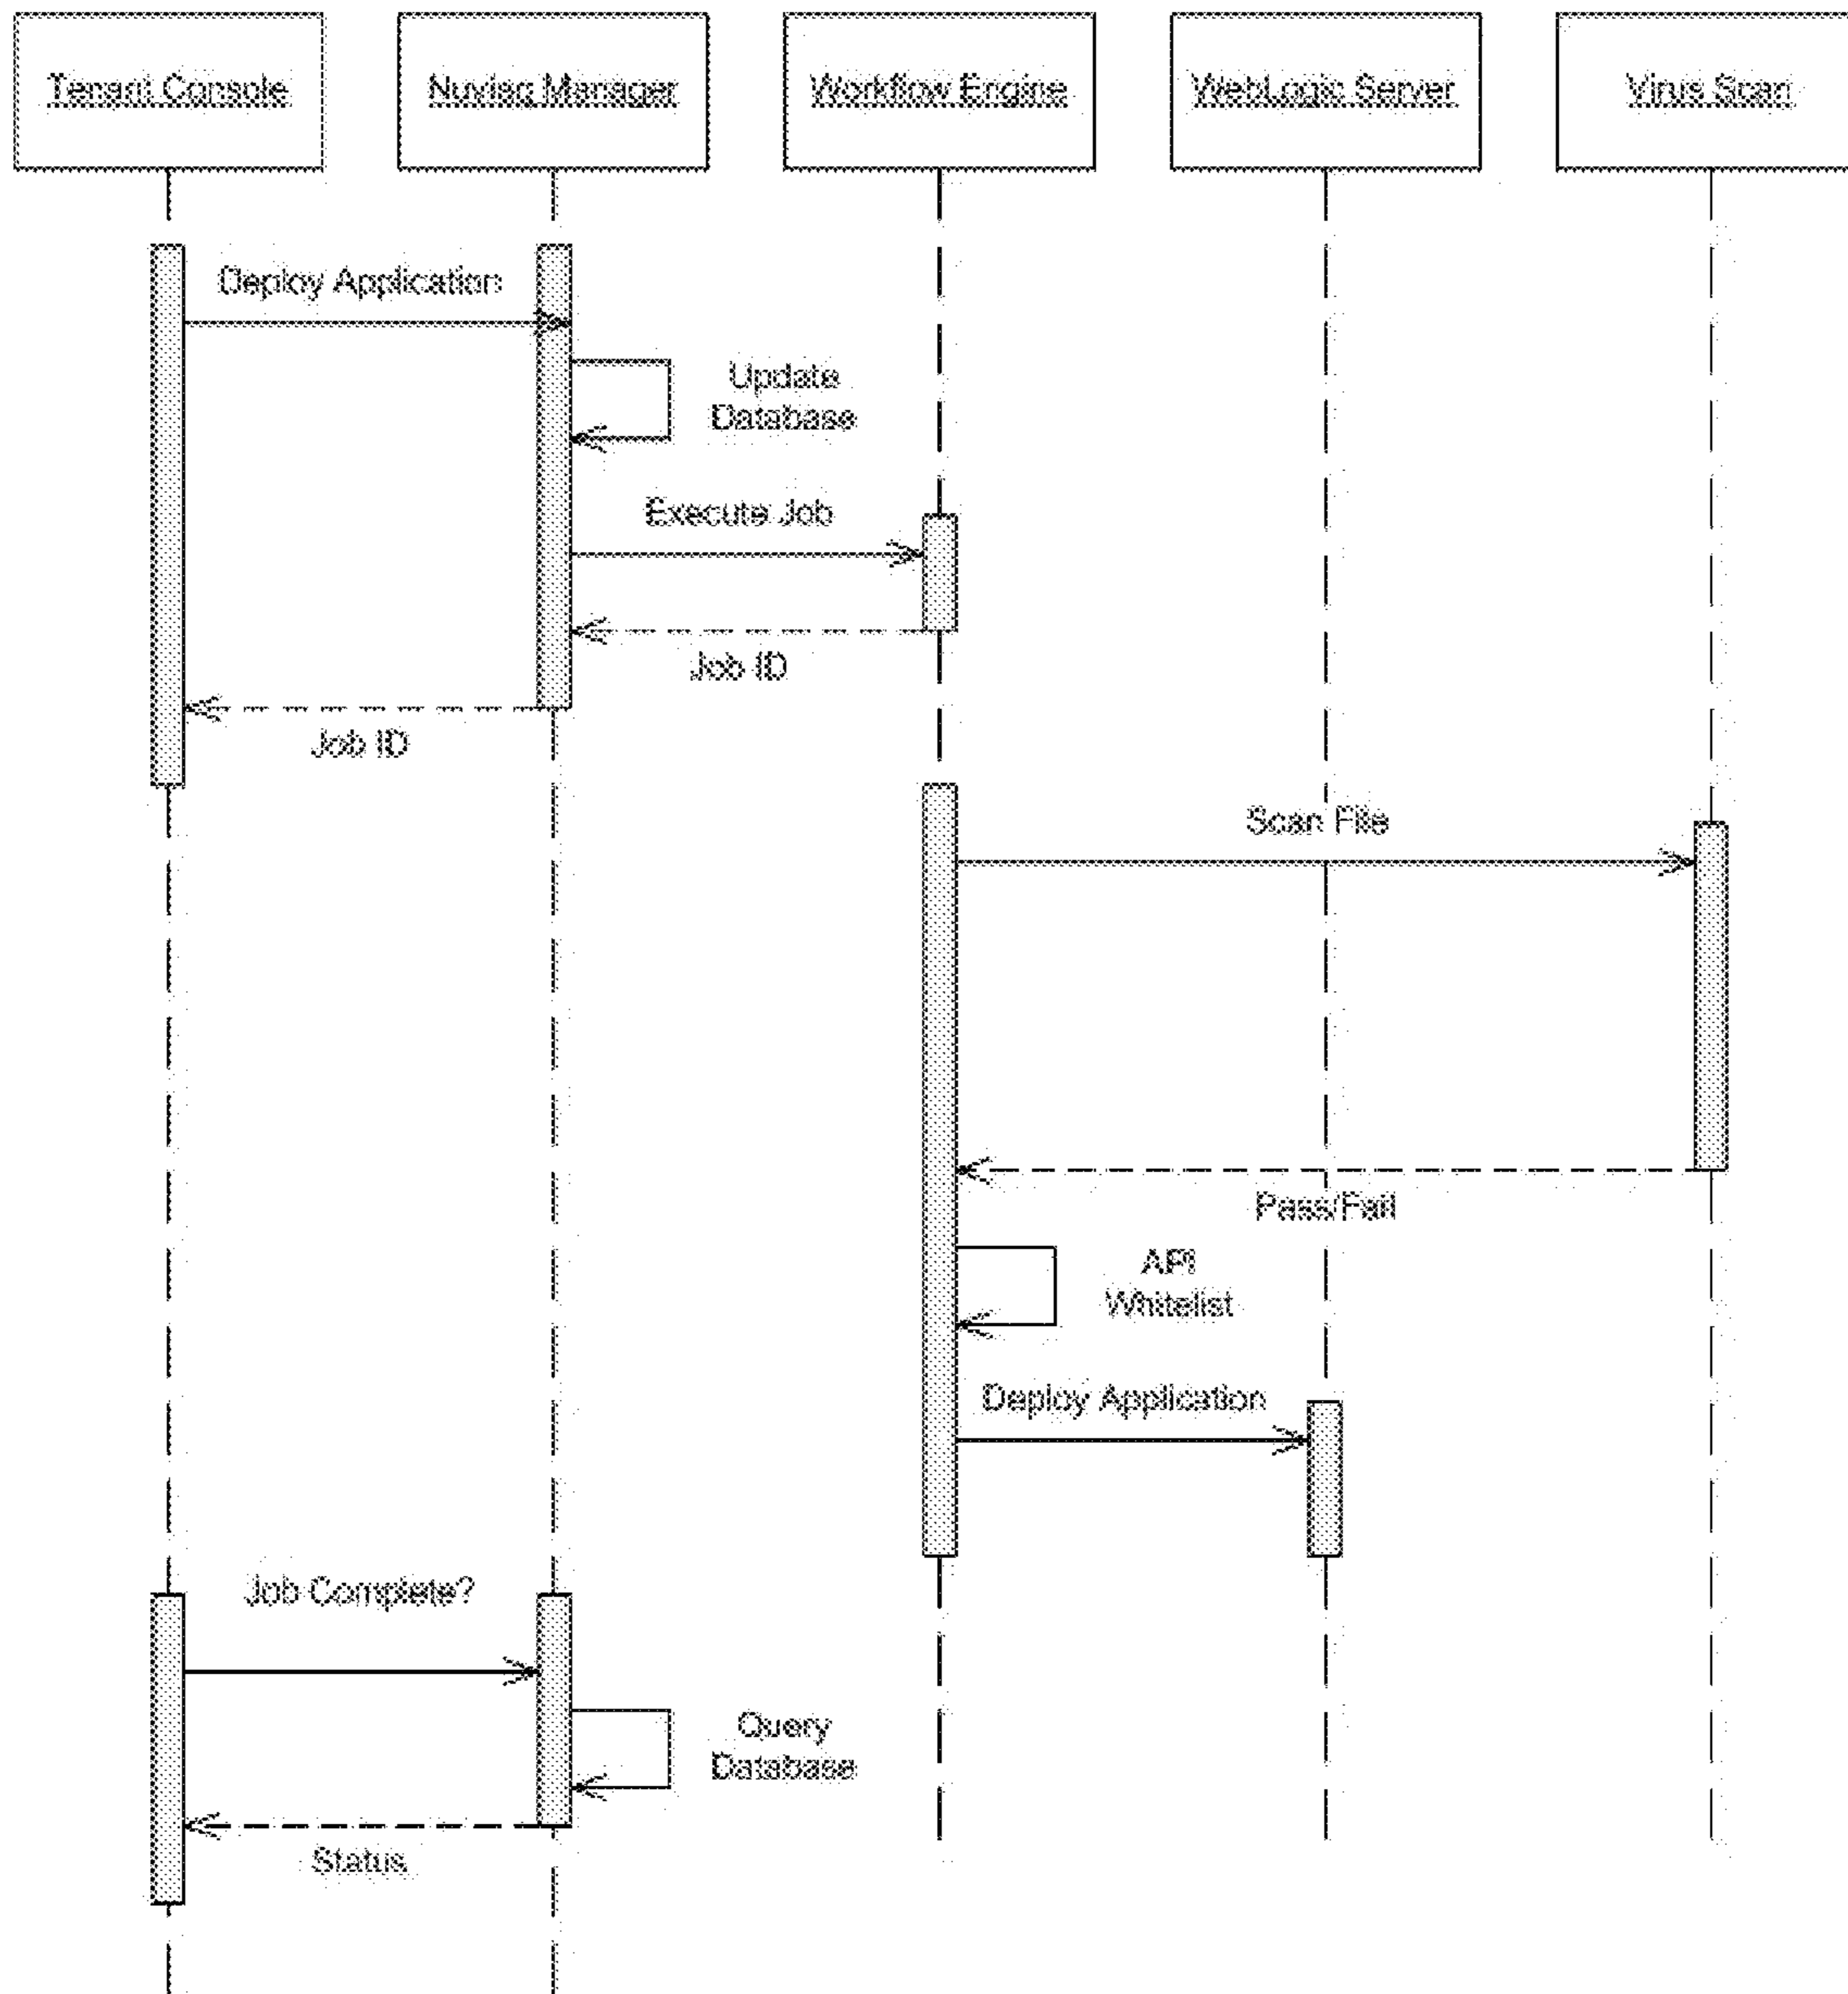 Tenant Console
Nuviaq Manager
Workflow Engine
WebLogic Server
Virus Scan
Deploy Application
Update
Database
Execute Job
Job ID
Job ID
Scan File
Pass/Fail
API
Whitelist
Deploy Application
Job Complete?
Query
Database
Status